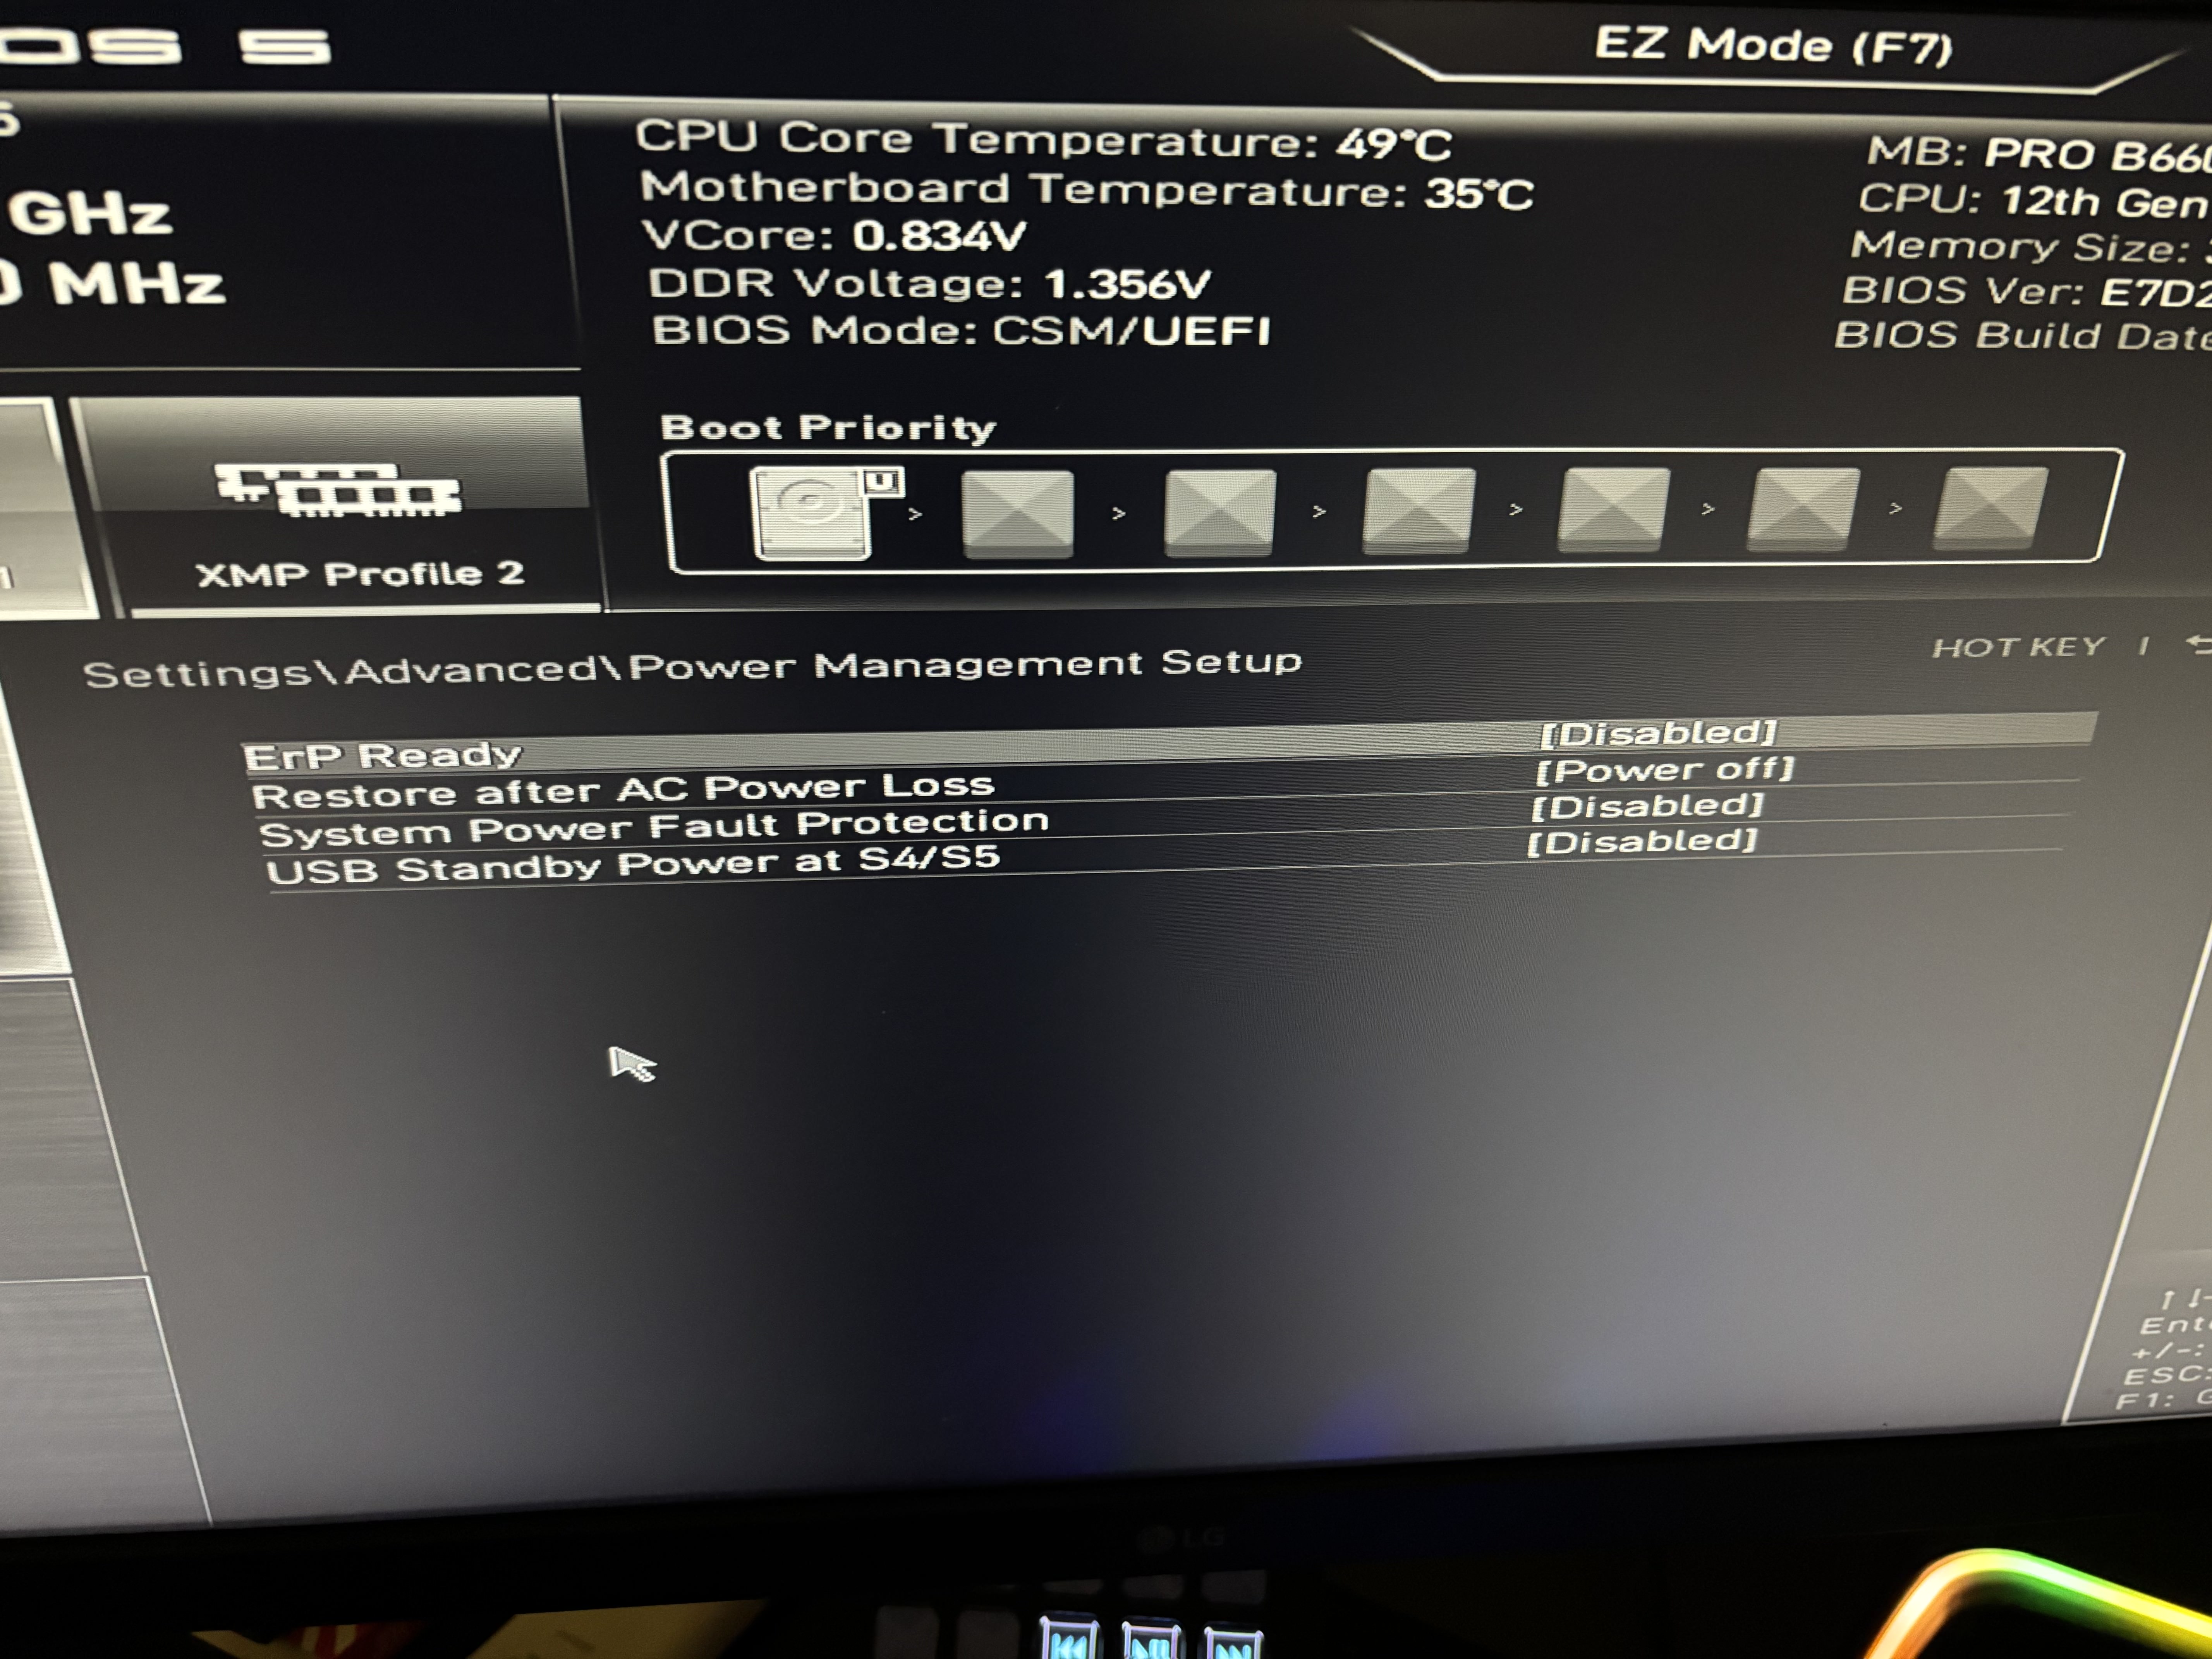 OS 5
EZ Mode (F7)
GHz
MHz
CPU Core Temperature: 49°C
Motherboard Temperature: 35°C
VCore: 0.834V
DDR Voltage: 1.356V
BIOS Mode: CSM/UEFI
MB: PRO B660
CPU: 12th Gen
Memory Size:
BIOS Ver: E7D2
BIOS Build Date
Boot Priority
U
XMP Profile 2
Settings\Advanced\Power Management Setup
HOT KEY |
ErP Ready [Disabled]
Restore after AC Power Loss [Power off]
System Power Fault Protection [Disabled]
USB Standby Power at S4/S5 [Disabled]
Ente
+/-:
ESC:
F1: G
LG